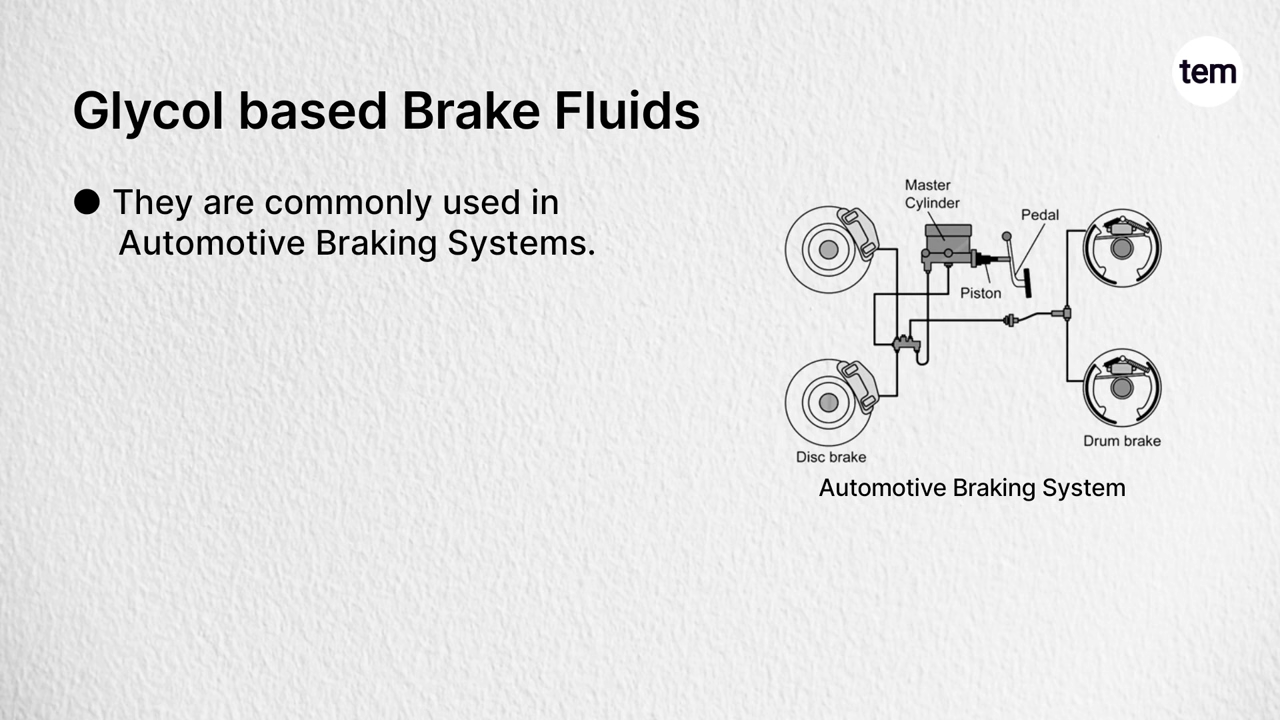 tem
Glycol based Brake Fluids
● They are commonly used in
Automotive Braking Systems.
Master
Cylinder
Pedal
Piston
Drum brake
Disc brake
Automotive Braking System